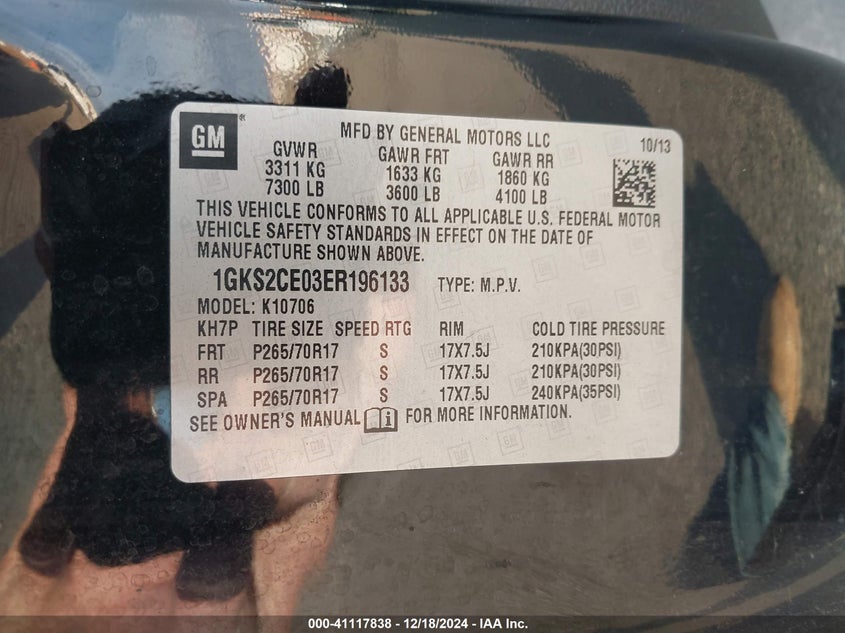 GM
MFD BY GENERAL MOTORS LLC
10/13
GVWR GAWR FRT GAWR RR
3311 KG 1633 KG 1860 KG
7300 LB 3600 LB 4100 LB
THIS VEHICLE CONFORMS TO ALL APPLICABLE U.S. FEDERAL MOTOR
VEHICLE SAFETY STANDARDS IN EFFECT ON THE DATE OF
MANUFACTURE SHOWN ABOVE.
1GKS2CE03ER196133 TYPE: M.P.V.
MODEL: K10706
KH7P TIRE SIZE SPEED RTG RIM COLD TIRE PRESSURE
FRT P265/70R17 S 17X7.5J 210KPA(30PSI)
RR P265/70R17 S 17X7.5J 210KPA(30PSI)
SPA P265/70R17 S 17X7.5J 240KPA(35PSI)
SEE OWNER'S MANUAL i FOR MORE INFORMATION.
000-41117838 - 12/18/2024 - IAA Inc.